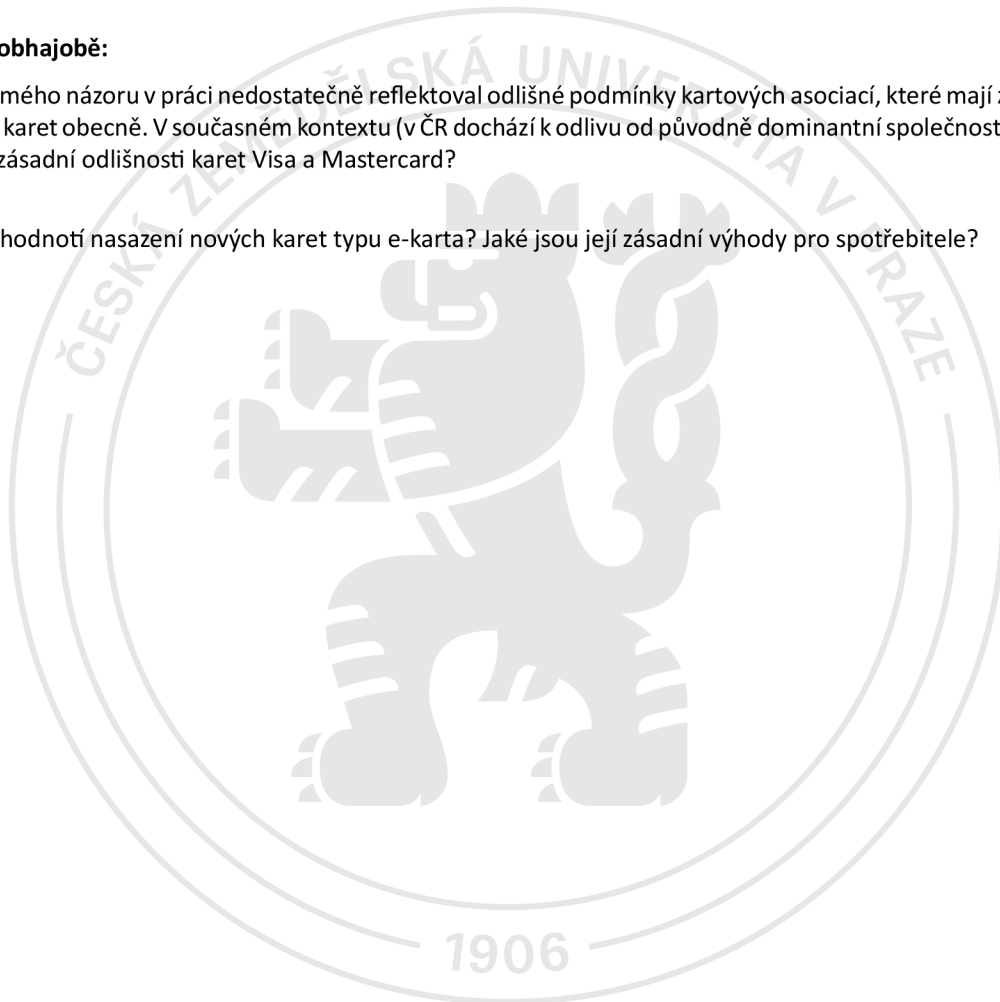 obhajobě:
mého názoru v práci nedostatečně reflektoval odlišné podmínky kartových asociací, které mají z
karet obecně. V současném kontextu (v ČR dochází k odlivu od původně dominantní společnost
zásadní odlišnosti karet Visa a Mastercard?
hodnotí nasazení nových karet typu e-karta? Jaké jsou její zásadní výhody pro spotřebitele?
ČESKÁ ZEMĚDĚLSKÁ UNIVERZITA V PRAZE
1906